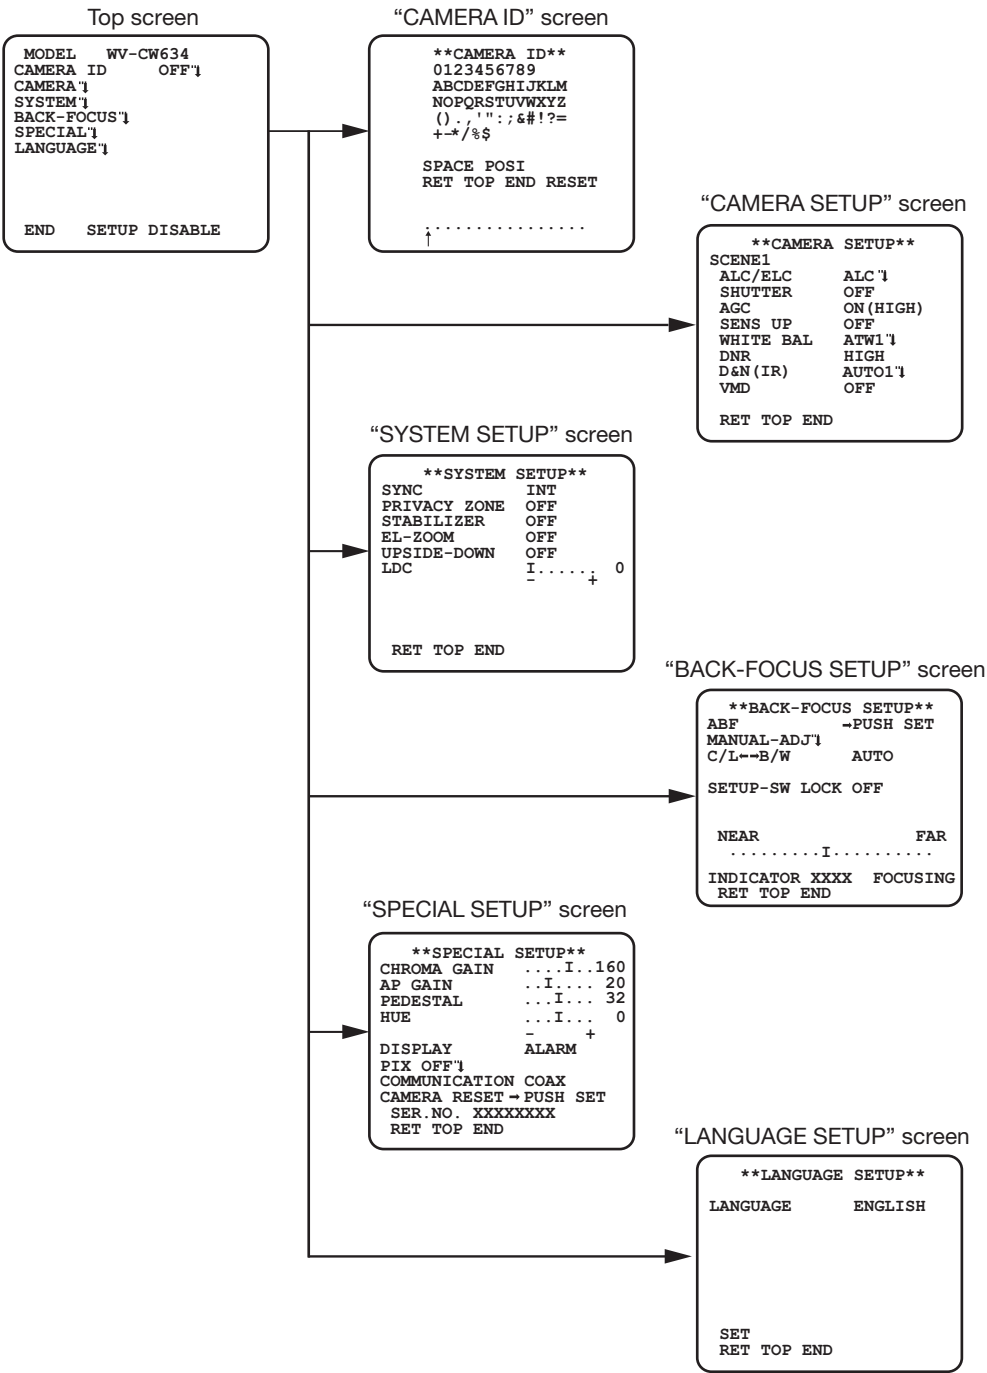 Top screen
MODEL WV-CW634
CAMERA ID OFF
CAMERA
SYSTEM
BACK-FOCUS
SPECIAL
LANGUAGE
END SETUP DISABLE
“CAMERA ID” screen
**CAMERA ID**
0123456789
ABCDEFGHIJKLM
NOPQRSTUVWXYZ
().,'":;&#!?=
+-*/%$
SPACE POSI
RET TOP END RESET
................
↑
“CAMERA SETUP” screen
**CAMERA SETUP**
SCENE1
ALC/ELC ALC
SHUTTER OFF
AGC ON(HIGH)
SENS UP OFF
WHITE BAL ATW1
DNR HIGH
D&N(IR) AUTO1
VMD OFF
RET TOP END
“SYSTEM SETUP” screen
**SYSTEM SETUP**
SYNC INT
PRIVACY ZONE OFF
STABILIZER OFF
EL-ZOOM OFF
UPSIDE-DOWN OFF
LDC I...... 0
- +
RET TOP END
“BACK-FOCUS SETUP” screen
**BACK-FOCUS SETUP**
ABF →PUSH SET
MANUAL-ADJ
C/L←→B/W AUTO
SETUP-SW LOCK OFF
NEAR FAR
.........I..........
INDICATOR XXXX FOCUSING
RET TOP END
“SPECIAL SETUP” screen
**SPECIAL SETUP**
CHROMA GAIN ....I..160
AP GAIN ..I.... 20
PEDESTAL ...I... 32
HUE ...I... 0
- +
DISPLAY ALARM
PIX OFF
COMMUNICATION COAX
CAMERA RESET→PUSH SET
SER.NO. XXXXXXXX
RET TOP END
“LANGUAGE SETUP” screen
**LANGUAGE SETUP**
LANGUAGE ENGLISH
SET
RET TOP END